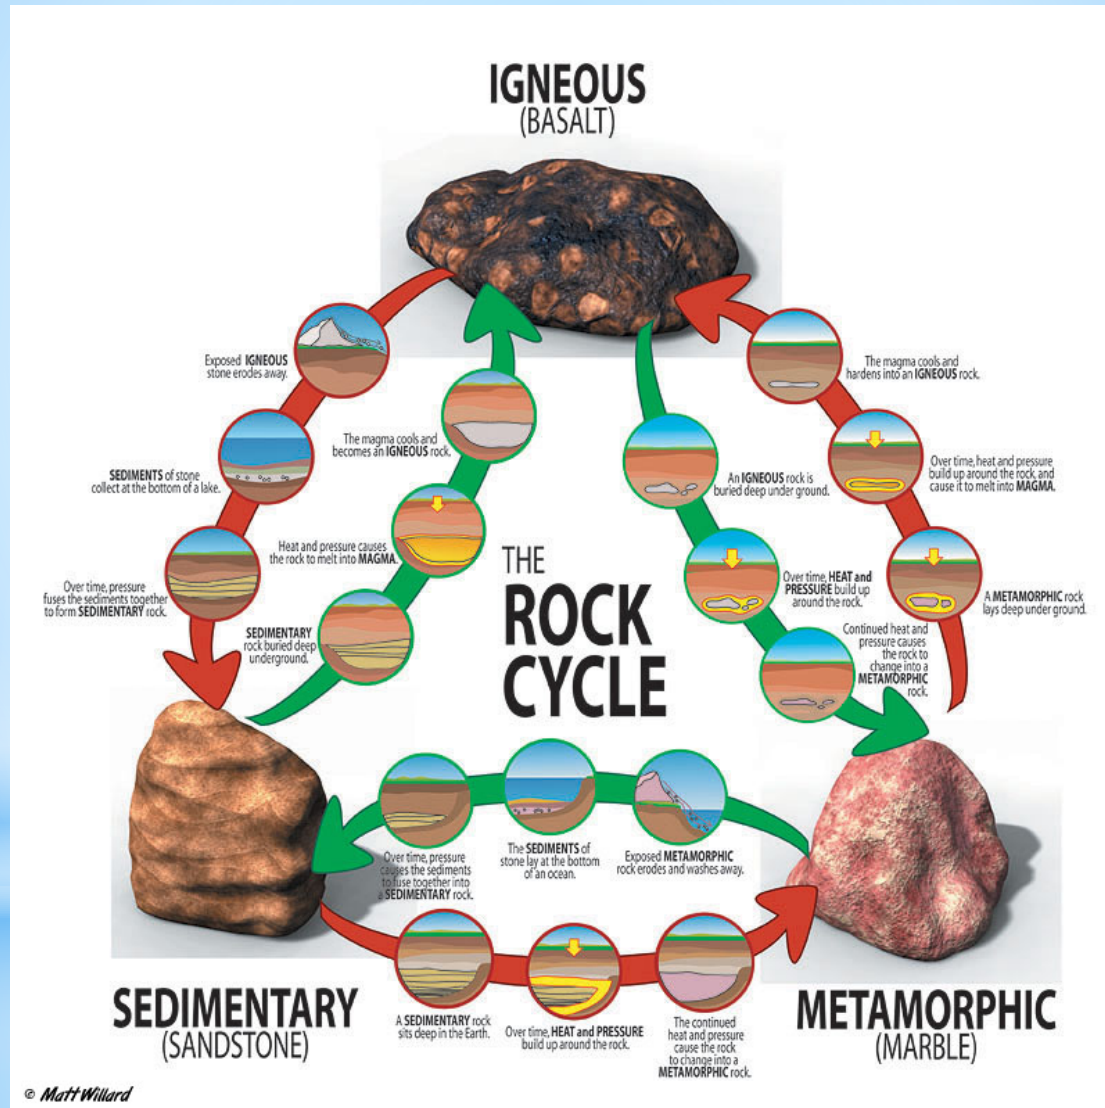 IGNEOUS
(BASALT)
Exposed IGNEOUS
stone erodes away.
SEDIMENTS of stone
collect at the bottom of a lake.
Over time, pressure
fuses the sediments together
to form SEDIMENTARY rock.
The magma cools and
becomes an IGNEOUS rock.
Heat and pressure causes
the rock to melt into MAGMA.
SEDIMENTARY
rock buried deep
underground.
THE
ROCK
CYCLE
An IGNEOUS rock is
buried deep under ground.
Over time, HEAT and
PRESSURE build up
around the rock.
Continued heat and
pressure causes
the rock to
change into a
METAMORPHIC
rock.
The magma cools and
hardens into an IGNEOUS rock.
Over time, heat and pressure
build up around the rock, and
cause it to melt into MAGMA.
A METAMORPHIC rock
lays deep under ground.
Over time, pressure
causes the sediments
to fuse together into
a SEDIMENTARY rock.
The SEDIMENTS of
stone lay at the bottom
of an ocean.
Exposed METAMORPHIC
rock erodes and washes away.
A SEDIMENTARY rock
sits deep in the Earth.
Over time, HEAT and PRESSURE
build up around the rock.
The continued
heat and pressure
cause the rock
to change into a
METAMORPHIC rock.
SEDIMENTARY
(SANDSTONE)
METAMORPHIC
(MARBLE)
© Matt Willard